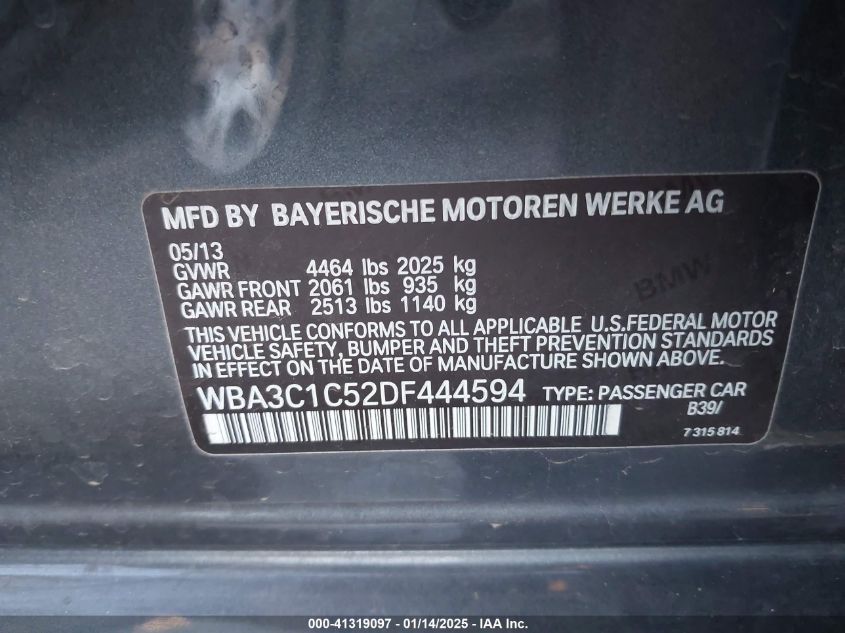 MFD BY BAYERISCHE MOTOREN WERKE AG
05/13
GVWR 4464 lbs 2025 kg
GAWR FRONT 2061 lbs 935 kg
GAWR REAR 2513 lbs 1140 kg
THIS VEHICLE CONFORMS TO ALL APPLICABLE U.S.FEDERAL MOTOR
VEHICLE SAFETY, BUMPER AND THEFT PREVENTION STANDARDS
IN EFFECT ON THE DATE OF MANUFACTURE SHOWN ABOVE.
WBA3C1C52DF444594 TYPE: PASSENGER CAR
B39/
7 315 814
BMW
000-41319097 - 01/14/2025 - IAA Inc.